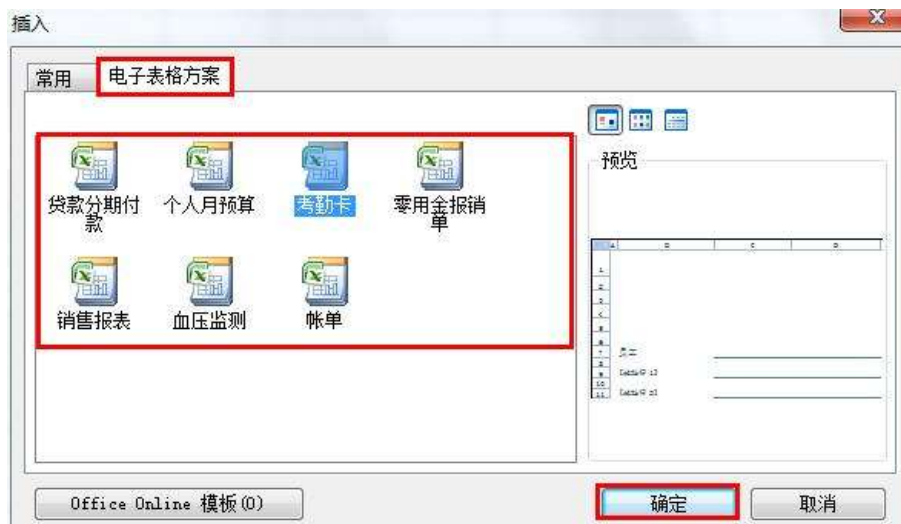 插入
常用
电子表格方案
贷款分期付
款
个人月预算
考勤卡
零用金报销
单
销售报表
血压监测
帐单
预览
员工
Office Online 模板(O)
确定
取消